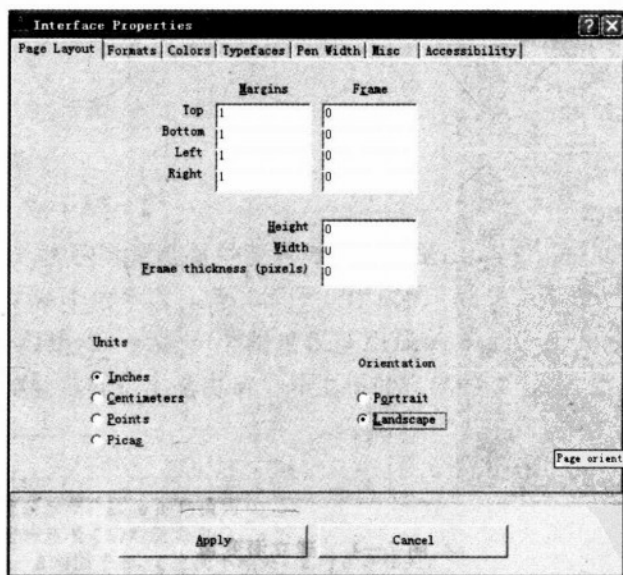 Interface Properties
Page Layout Formats Colors Typefaces Pen Width Misc Accessibility
Margins Frame
Top 1 0
Bottom 1 0
Left 1 0
Right 1 0
Height 0
Width 0
Frame thickness (pixels) 0
Units
Inches
Centimeters
Points
Picas
Orientation
Portrait
Landscape
Page orient
Apply Cancel